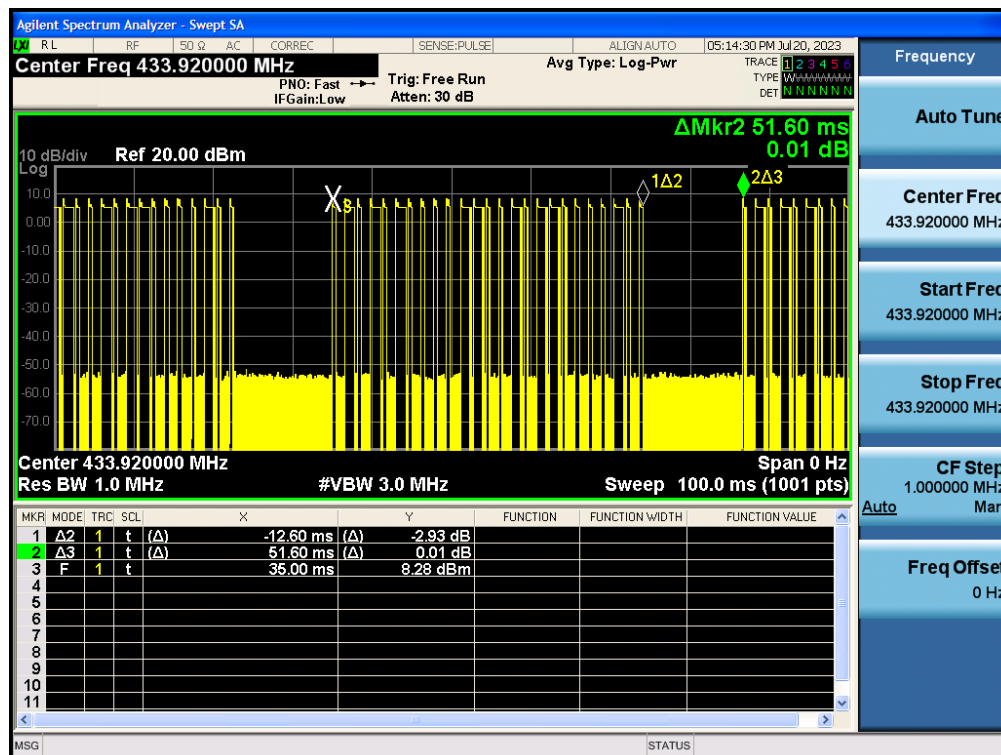 Agilent Spectrum Analyzer - Swept SA
LXI RL RF 50 Ω AC CORREC SENSE:PULSE ALIGN AUTO 05:14:30 PM Jul 20, 2023
Center Freq 433.920000 MHz
PNO: Fast
IFGain:Low
Trig: Free Run
Atten: 30 dB
Avg Type: Log-Pwr
TRACE 1 2 3 4 5 6
TYPE
DET N N N N N N
ΔMkr2 51.60 ms
0.01 dB
10 dB/div Ref 20.00 dBm
Log
10.0
0.00
-10.0
-20.0
-30.0
-40.0
-50.0
-60.0
-70.0
X3
1Δ2
2Δ3
Center 433.920000 MHz Span 0 Hz
Res BW 1.0 MHz #VBW 3.0 MHz Sweep 100.0 ms (1001 pts)
MKR MODE TRC SCL X Y FUNCTION FUNCTION WIDTH FUNCTION VALUE
1 Δ2 1 t (Δ) -12.60 ms (Δ) -2.93 dB
2 Δ3 1 t (Δ) 51.60 ms (Δ) 0.01 dB
3 F 1 t 35.00 ms 8.28 dBm
4
5
6
7
8
9
10
11
MSG STATUS
Frequency
Auto Tune
Center Freq
433.920000 MHz
Start Freq
433.920000 MHz
Stop Freq
433.920000 MHz
CF Step
1.000000 MHz
Auto Man
Freq Offset
0 Hz